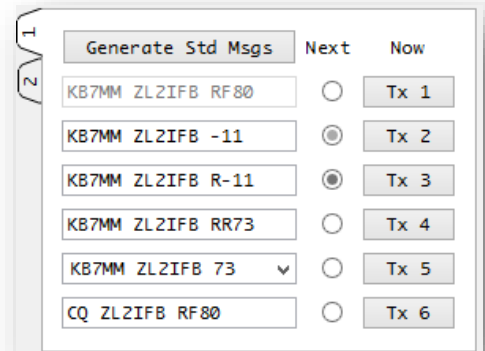 1
2
Generate Std Msgs Next Now
KB7MM ZL2IFB RF80 Tx 1
KB7MM ZL2IFB -11 Tx 2
KB7MM ZL2IFB R-11 Tx 3
KB7MM ZL2IFB RR73 Tx 4
KB7MM ZL2IFB 73 Tx 5
CQ ZL2IFB RF80 Tx 6